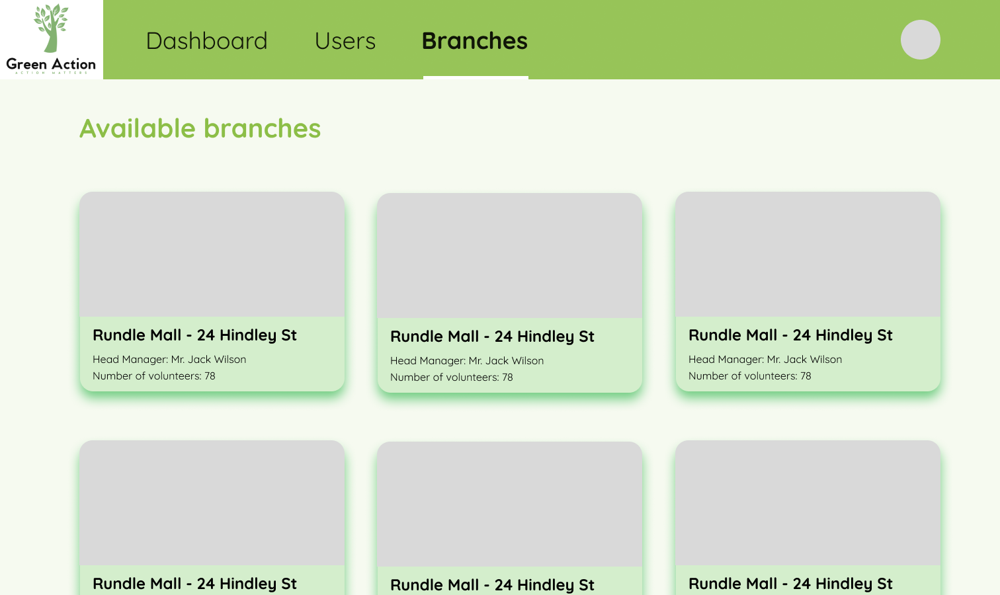 Green Action
ACTION MATTERS
Dashboard Users Branches
Available branches
Rundle Mall - 24 Hindley St
Head Manager: Mr. Jack Wilson
Number of volunteers: 78
Rundle Mall - 24 Hindley St
Head Manager: Mr. Jack Wilson
Number of volunteers: 78
Rundle Mall - 24 Hindley St
Head Manager: Mr. Jack Wilson
Number of volunteers: 78
Rundle Mall - 24 Hindley St
Rundle Mall - 24 Hindley St
Rundle Mall - 24 Hindley St